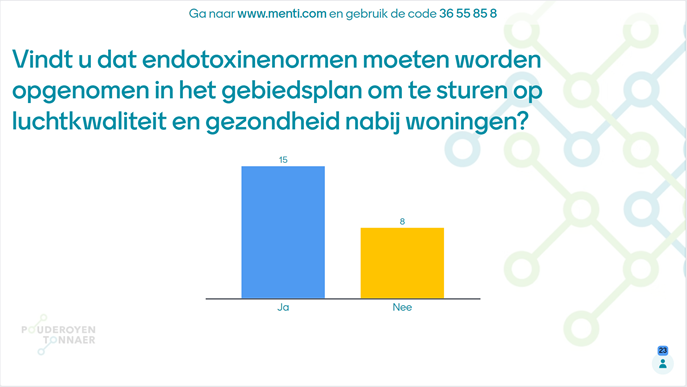 Ga naar www.menti.com en gebruik de code 36 55 85 8
Vindt u dat endotoxinenormen moeten worden
opgenomen in het gebiedsplan om te sturen op
luchtkwaliteit en gezondheid nabij woningen?
15
8
Ja
Nee
POUDEROYEN
TONNAER
23